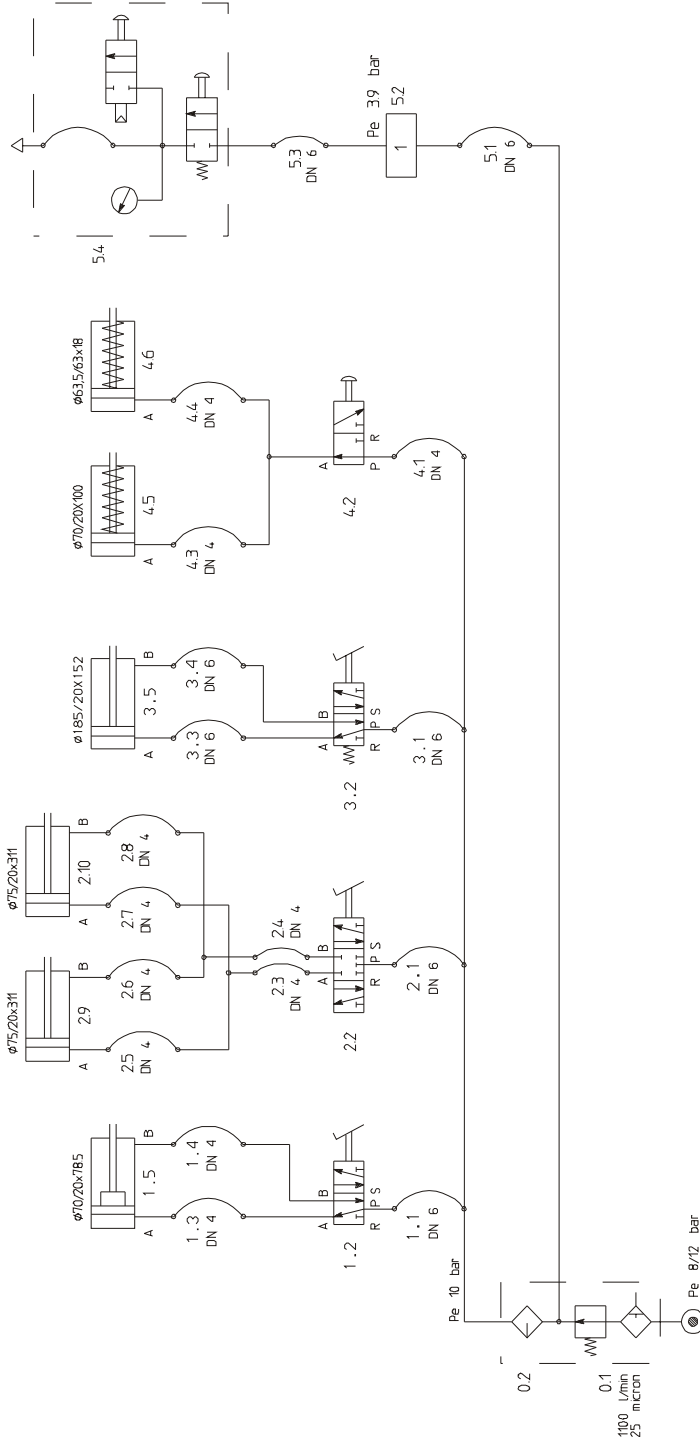 5.4
Pe 3.9 bar
5.2
1
5.3
DN 6
5.1
DN 6
ø63,5/63x18
4.6
A
4.4
DN 4
ø70/20X100
4.5
A
4.3
DN 4
A
P R
4.2
4.1
DN 4
ø185/20X152
3.5
A
B
3.3
DN 6
3.4
DN 6
A B
R P S
3.2
3.1
DN 6
ø75/20x311
2.10
A
B
2.7
DN 4
2.8
DN 4
ø75/20x311
2.9
A
B
2.5
DN 4
2.6
DN 4
2.3
DN 4
2.4
DN 4
A B
R P S
2.2
2.1
DN 6
ø70/20x78.5
1.5
A
B
1.3
DN 4
1.4
DN 4
A B
R P S
1.2
1.1
DN 6
Pe 10 bar
0.2
0.1
1100 l/min
25 micron
Pe 8/12 bar